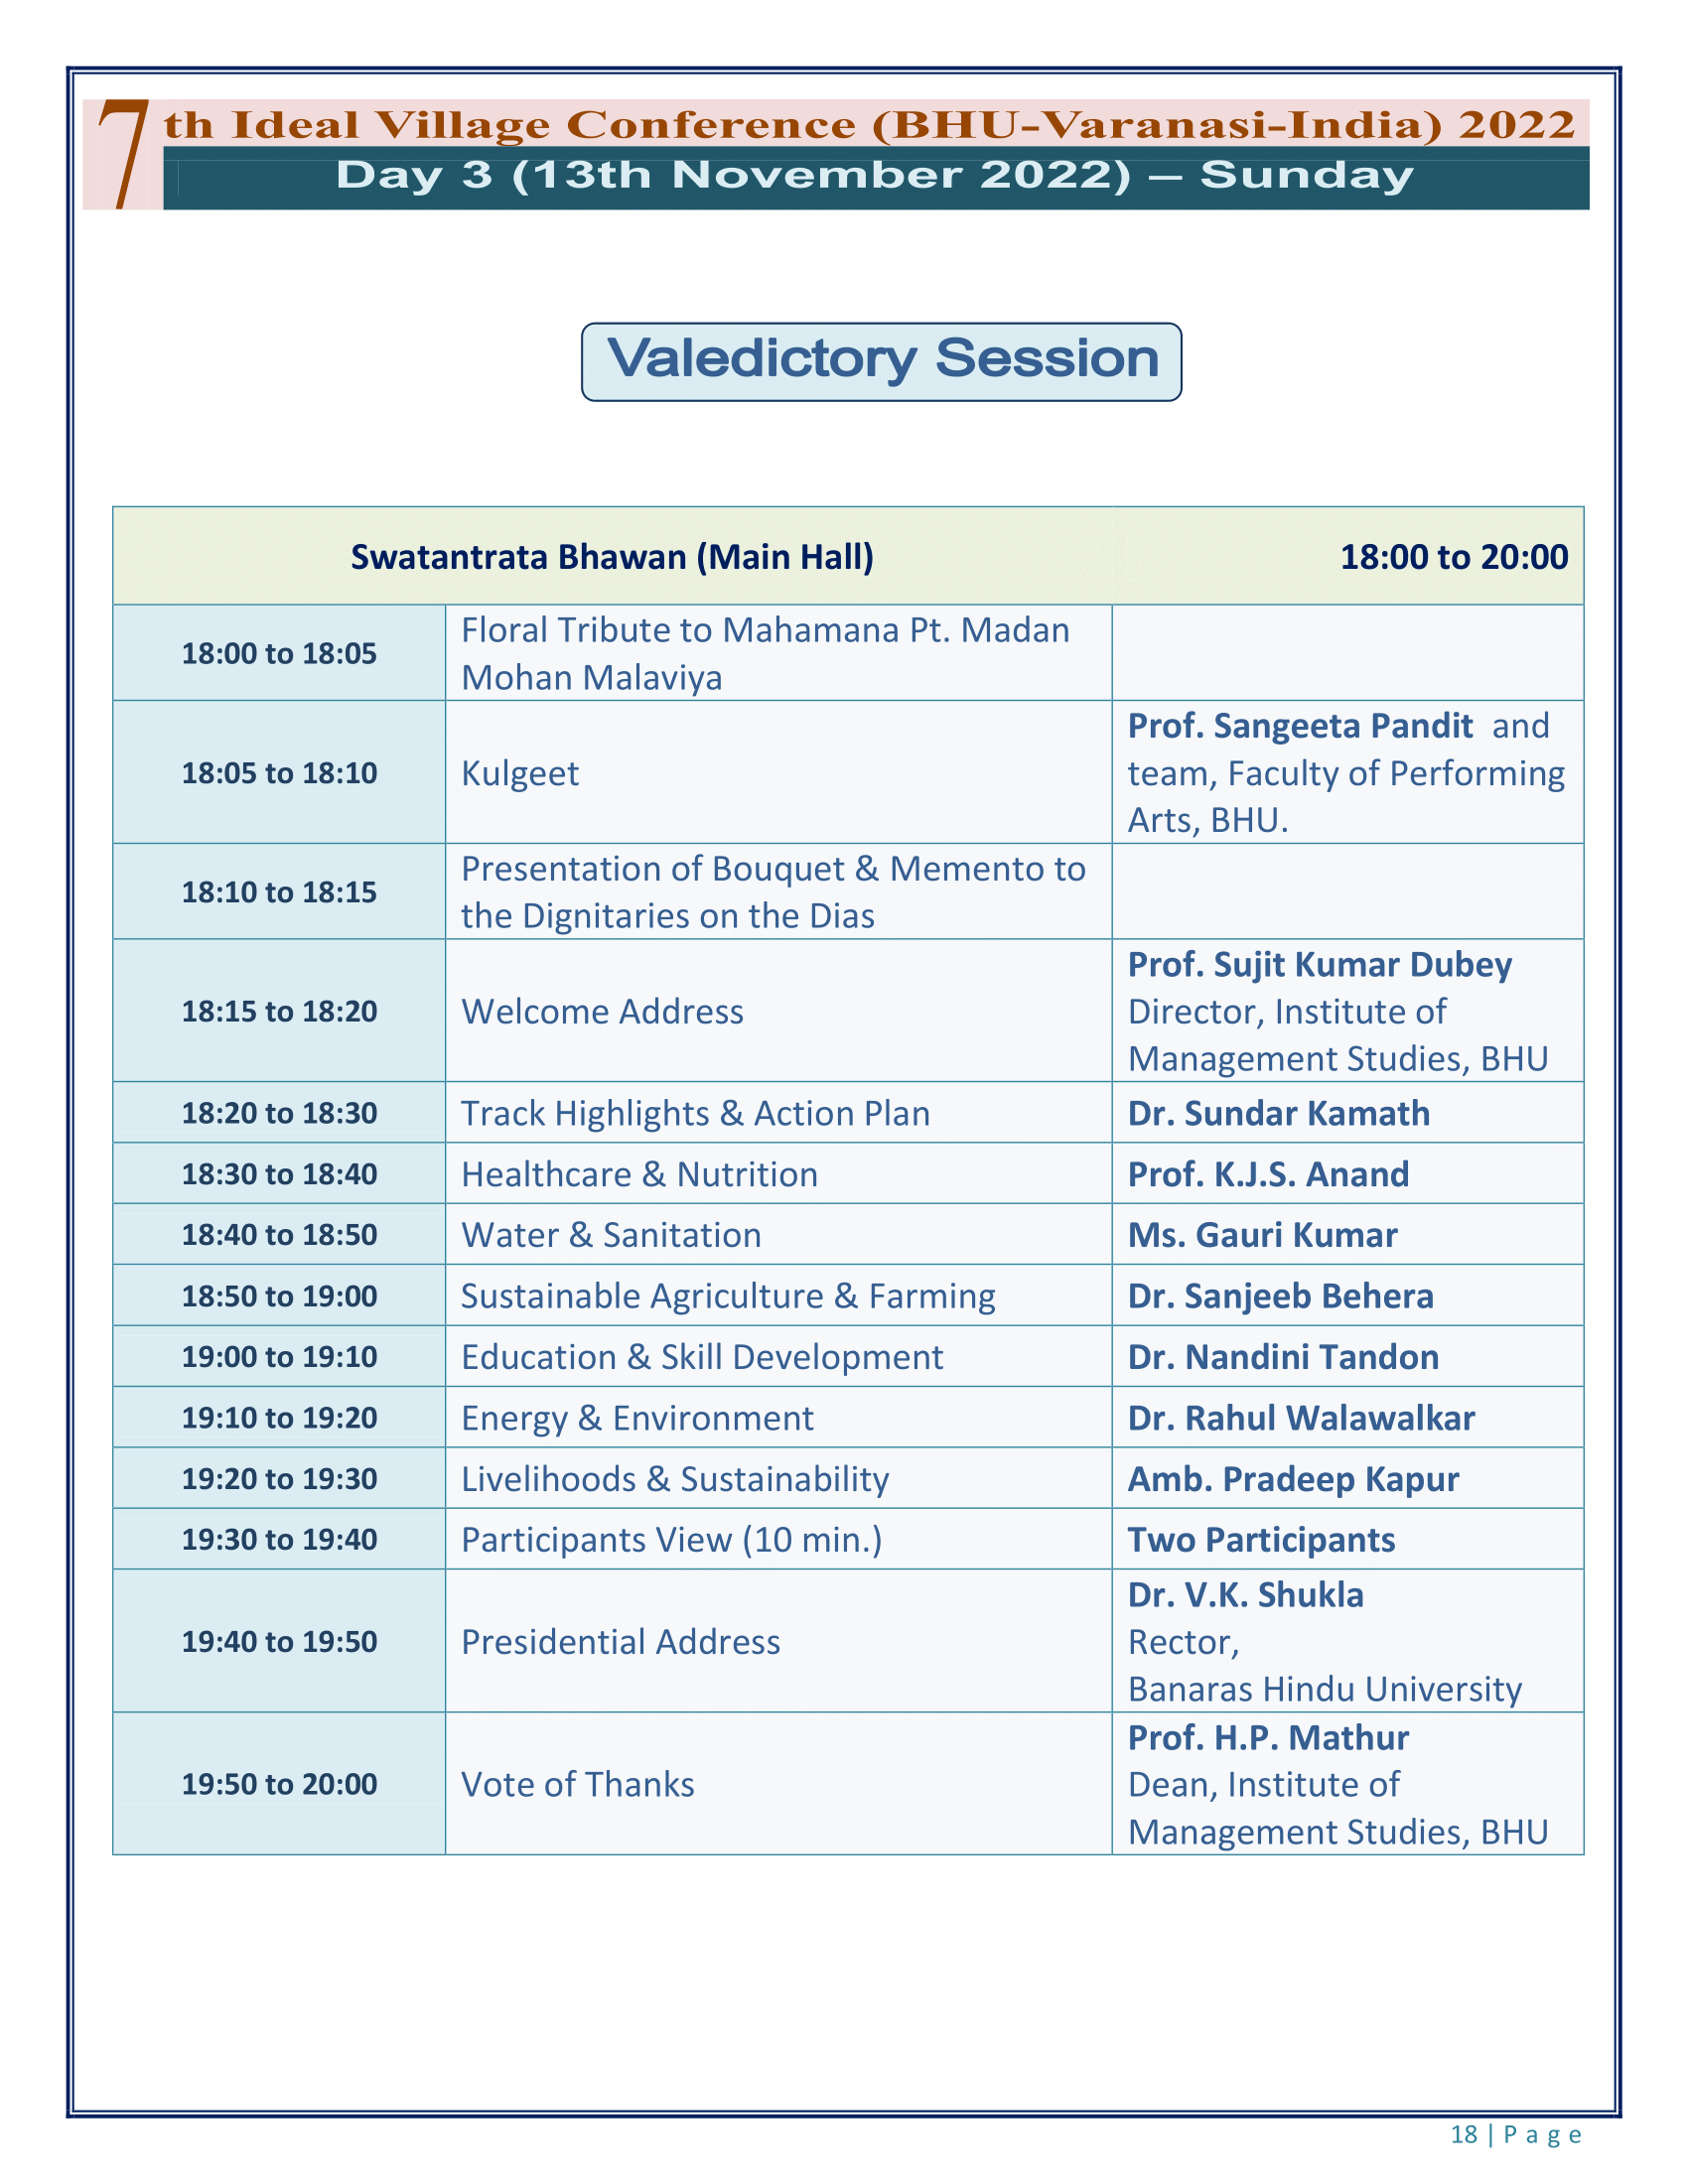 7th Ideal Village Conference (BHU-Varanasi-India) 2022
Day 3 (13th November 2022) – Sunday
Valedictory Session
Swatantrata Bhawan (Main Hall) 18:00 to 20:00
18:00 to 18:05 Floral Tribute to Mahamana Pt. Madan
Mohan Malaviya
18:05 to 18:10 Kulgeet Prof. Sangeeta Pandit and
team, Faculty of Performing
Arts, BHU.
18:10 to 18:15 Presentation of Bouquet & Memento to
the Dignitaries on the Dias
18:15 to 18:20 Welcome Address Prof. Sujit Kumar Dubey
Director, Institute of
Management Studies, BHU
18:20 to 18:30 Track Highlights & Action Plan Dr. Sundar Kamath
18:30 to 18:40 Healthcare & Nutrition Prof. K.J.S. Anand
18:40 to 18:50 Water & Sanitation Ms. Gauri Kumar
18:50 to 19:00 Sustainable Agriculture & Farming Dr. Sanjeeb Behera
19:00 to 19:10 Education & Skill Development Dr. Nandini Tandon
19:10 to 19:20 Energy & Environment Dr. Rahul Walawalkar
19:20 to 19:30 Livelihoods & Sustainability Amb. Pradeep Kapur
19:30 to 19:40 Participants View (10 min.) Two Participants
19:40 to 19:50 Presidential Address Dr. V.K. Shukla
Rector,
Banaras Hindu University
19:50 to 20:00 Vote of Thanks Prof. H.P. Mathur
Dean, Institute of
Management Studies, BHU
18 | Page